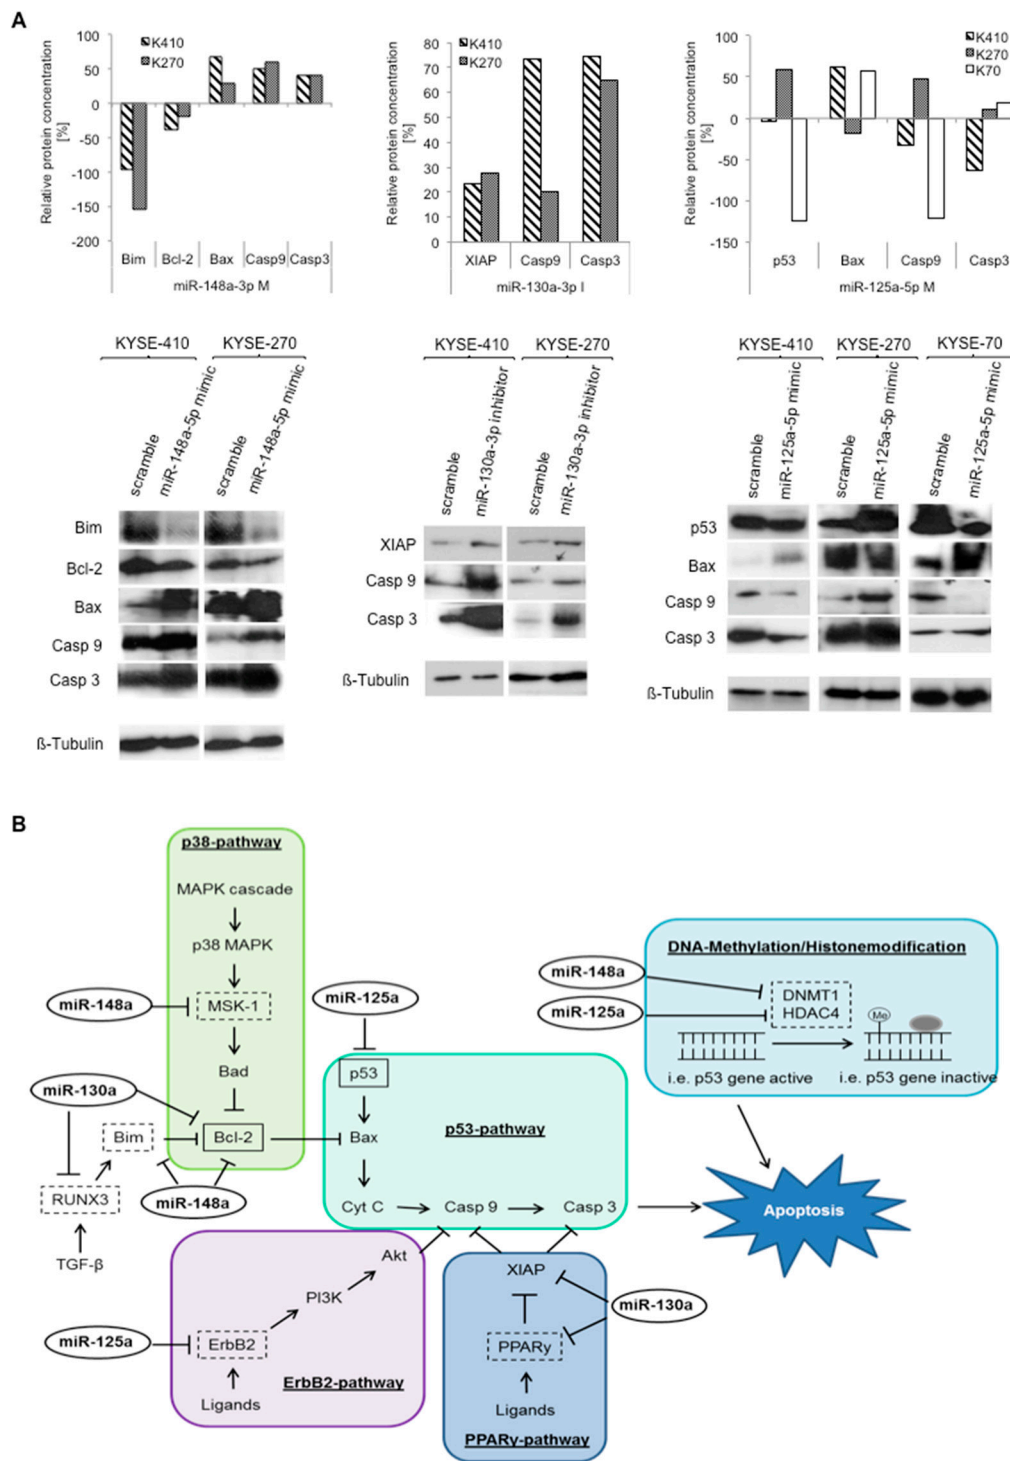 A
Relative protein concentration
[%]
100
50
0
-50
-100
-150
-200
K410
K270
Bim Bcl-2 Bax Casp9 Casp3
miR-148a-3p M
Relative protein concentration
[%]
80
70
60
50
40
30
20
10
0
K410
K270
XIAP Casp9 Casp3
miR-130a-3p I
Relative protein concentration
[%]
100
50
0
-50
-100
-150
K410
K270
K70
p53 Bax Casp9 Casp3
miR-125a-5p M
KYSE-410 KYSE-270
scramble
miR-148a-5p mimic
scramble
miR-148a-5p mimic
Bim
Bcl-2
Bax
Casp 9
Casp 3
ß-Tubulin
KYSE-410 KYSE-270
scramble
miR-130a-3p inhibitor
scramble
miR-130a-3p inhibitor
XIAP
Casp 9
Casp 3
ß-Tubulin
KYSE-410 KYSE-270 KYSE-70
scramble
miR-125a-5p mimic
scramble
miR-125a-5p mimic
scramble
miR-125a-5p mimic
p53
Bax
Casp 9
Casp 3
ß-Tubulin
B
p38-pathway
MAPK cascade
p38 MAPK
miR-148a
MSK-1
Bad
miR-130a
Bim
Bcl-2
RUNX3
miR-148a
TGF-β
miR-125a
p53
Bax
p53-pathway
Cyt C
Casp 9
Casp 3
DNA-Methylation/Histonemodification
miR-148a
miR-125a
DNMT1
HDAC4
Me
i.e. p53 gene active
i.e. p53 gene inactive
Apoptosis
Akt
PI3K
miR-125a
ErbB2
Ligands
ErbB2-pathway
XIAP
miR-130a
PPARγ
Ligands
PPARγ-pathway